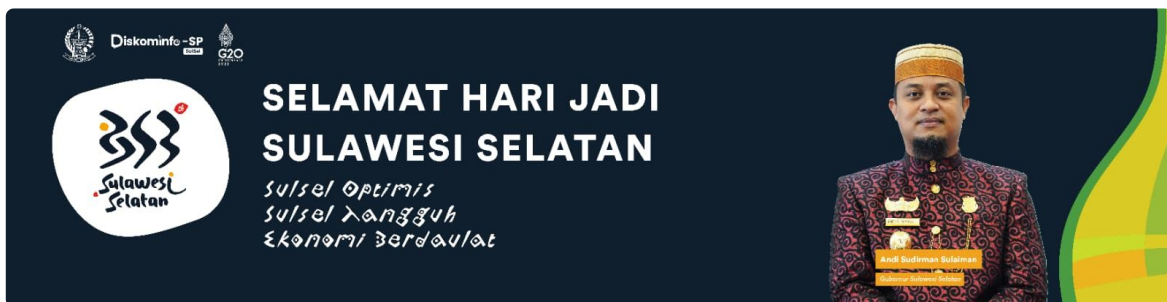 Diskominfo-SP
SulSel
G20
353
th
Sulawesi
Selatan
SELAMAT HARI JADI
SULAWESI SELATAN
Sulsel Optimis
Sulsel Tangguh
Ekonomi Berdaulat
Andi Sudirman Sulaiman
Gubernur Sulawesi Selatan